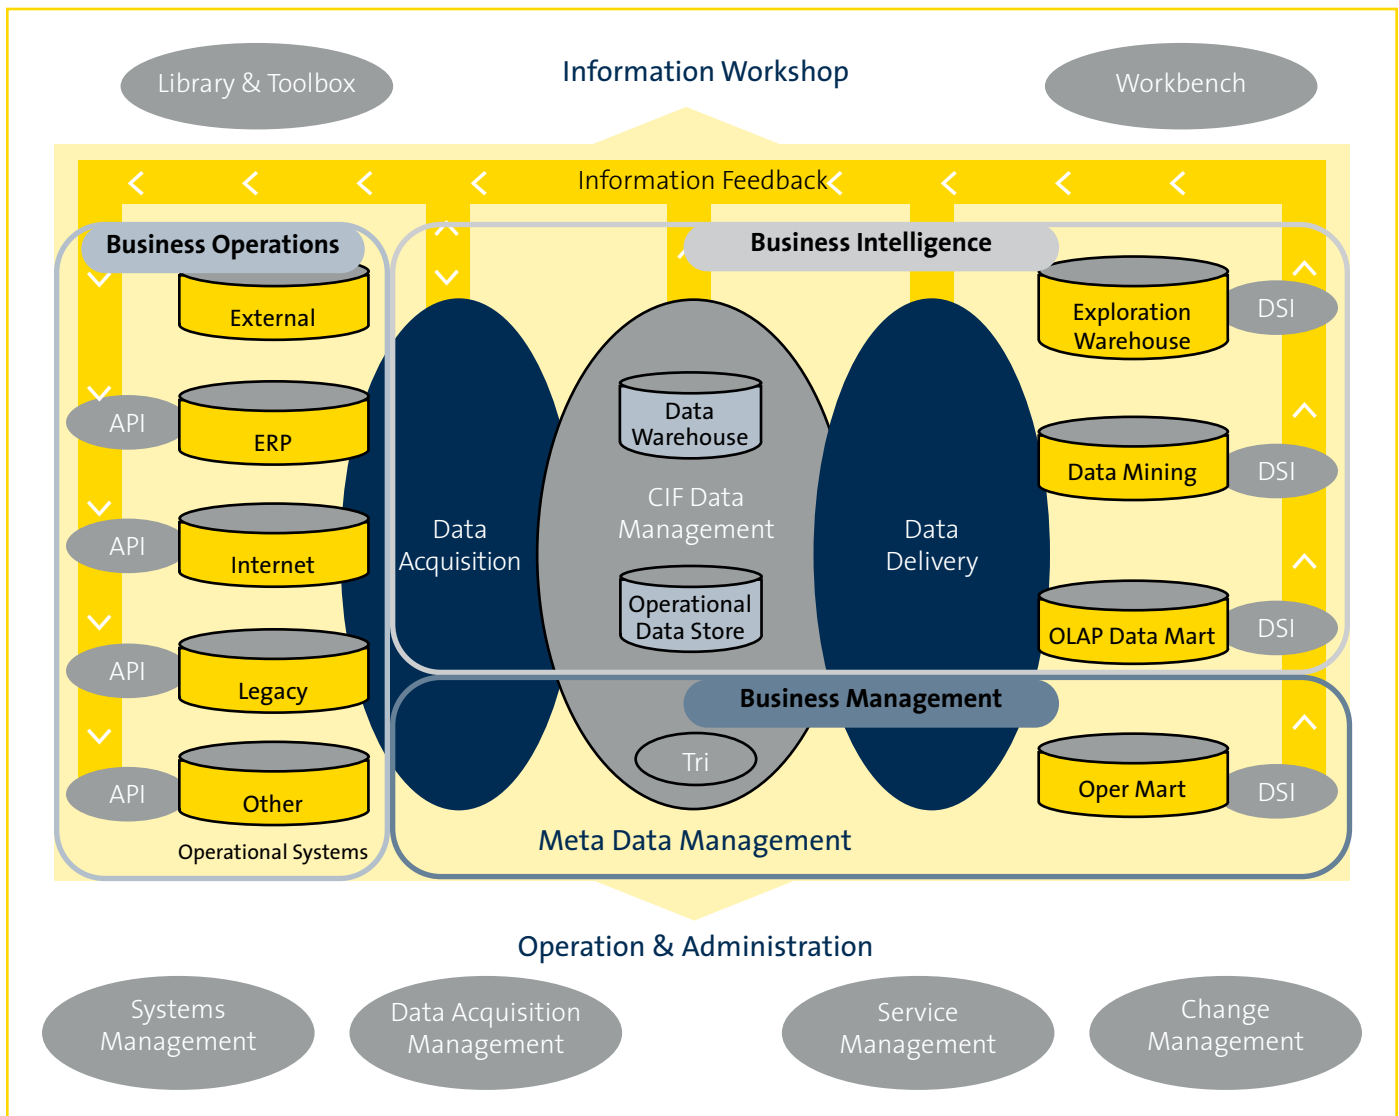 Library & Toolbox
Information Workshop
Workbench
Information Feedback
Business Operations
Business Intelligence
External
ERP
Internet
Legacy
Other
API
API
API
API
Operational Systems
Data
Acquisition
Data
Warehouse
CIF Data
Management
Operational
Data Store
Data
Delivery
Exploration
Warehouse
DSI
Data Mining
DSI
OLAP Data Mart
DSI
Business Management
Tri
Oper Mart
DSI
Meta Data Management
Operation & Administration
Systems
Management
Data Acquisition
Management
Service
Management
Change
Management